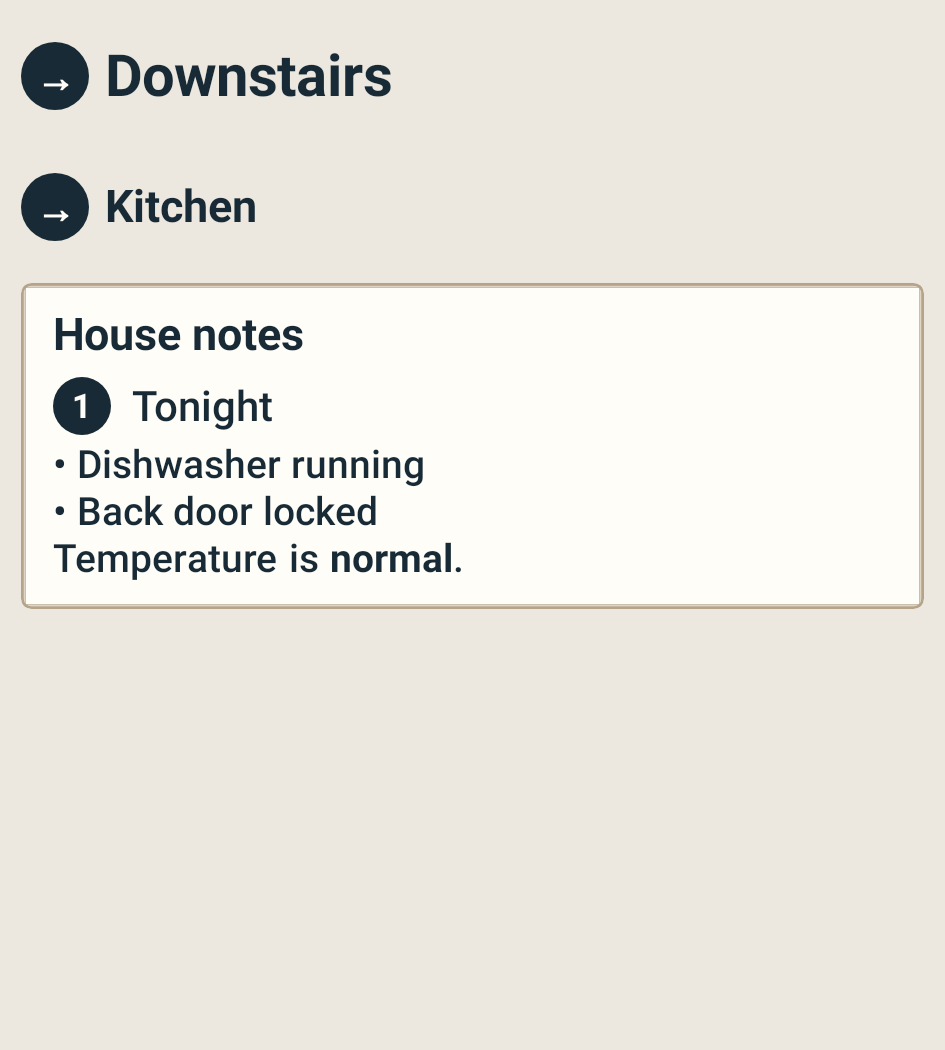 → Downstairs
→ Kitchen
House notes
1 Tonight
• Dishwasher running
• Back door locked
Temperature is normal.